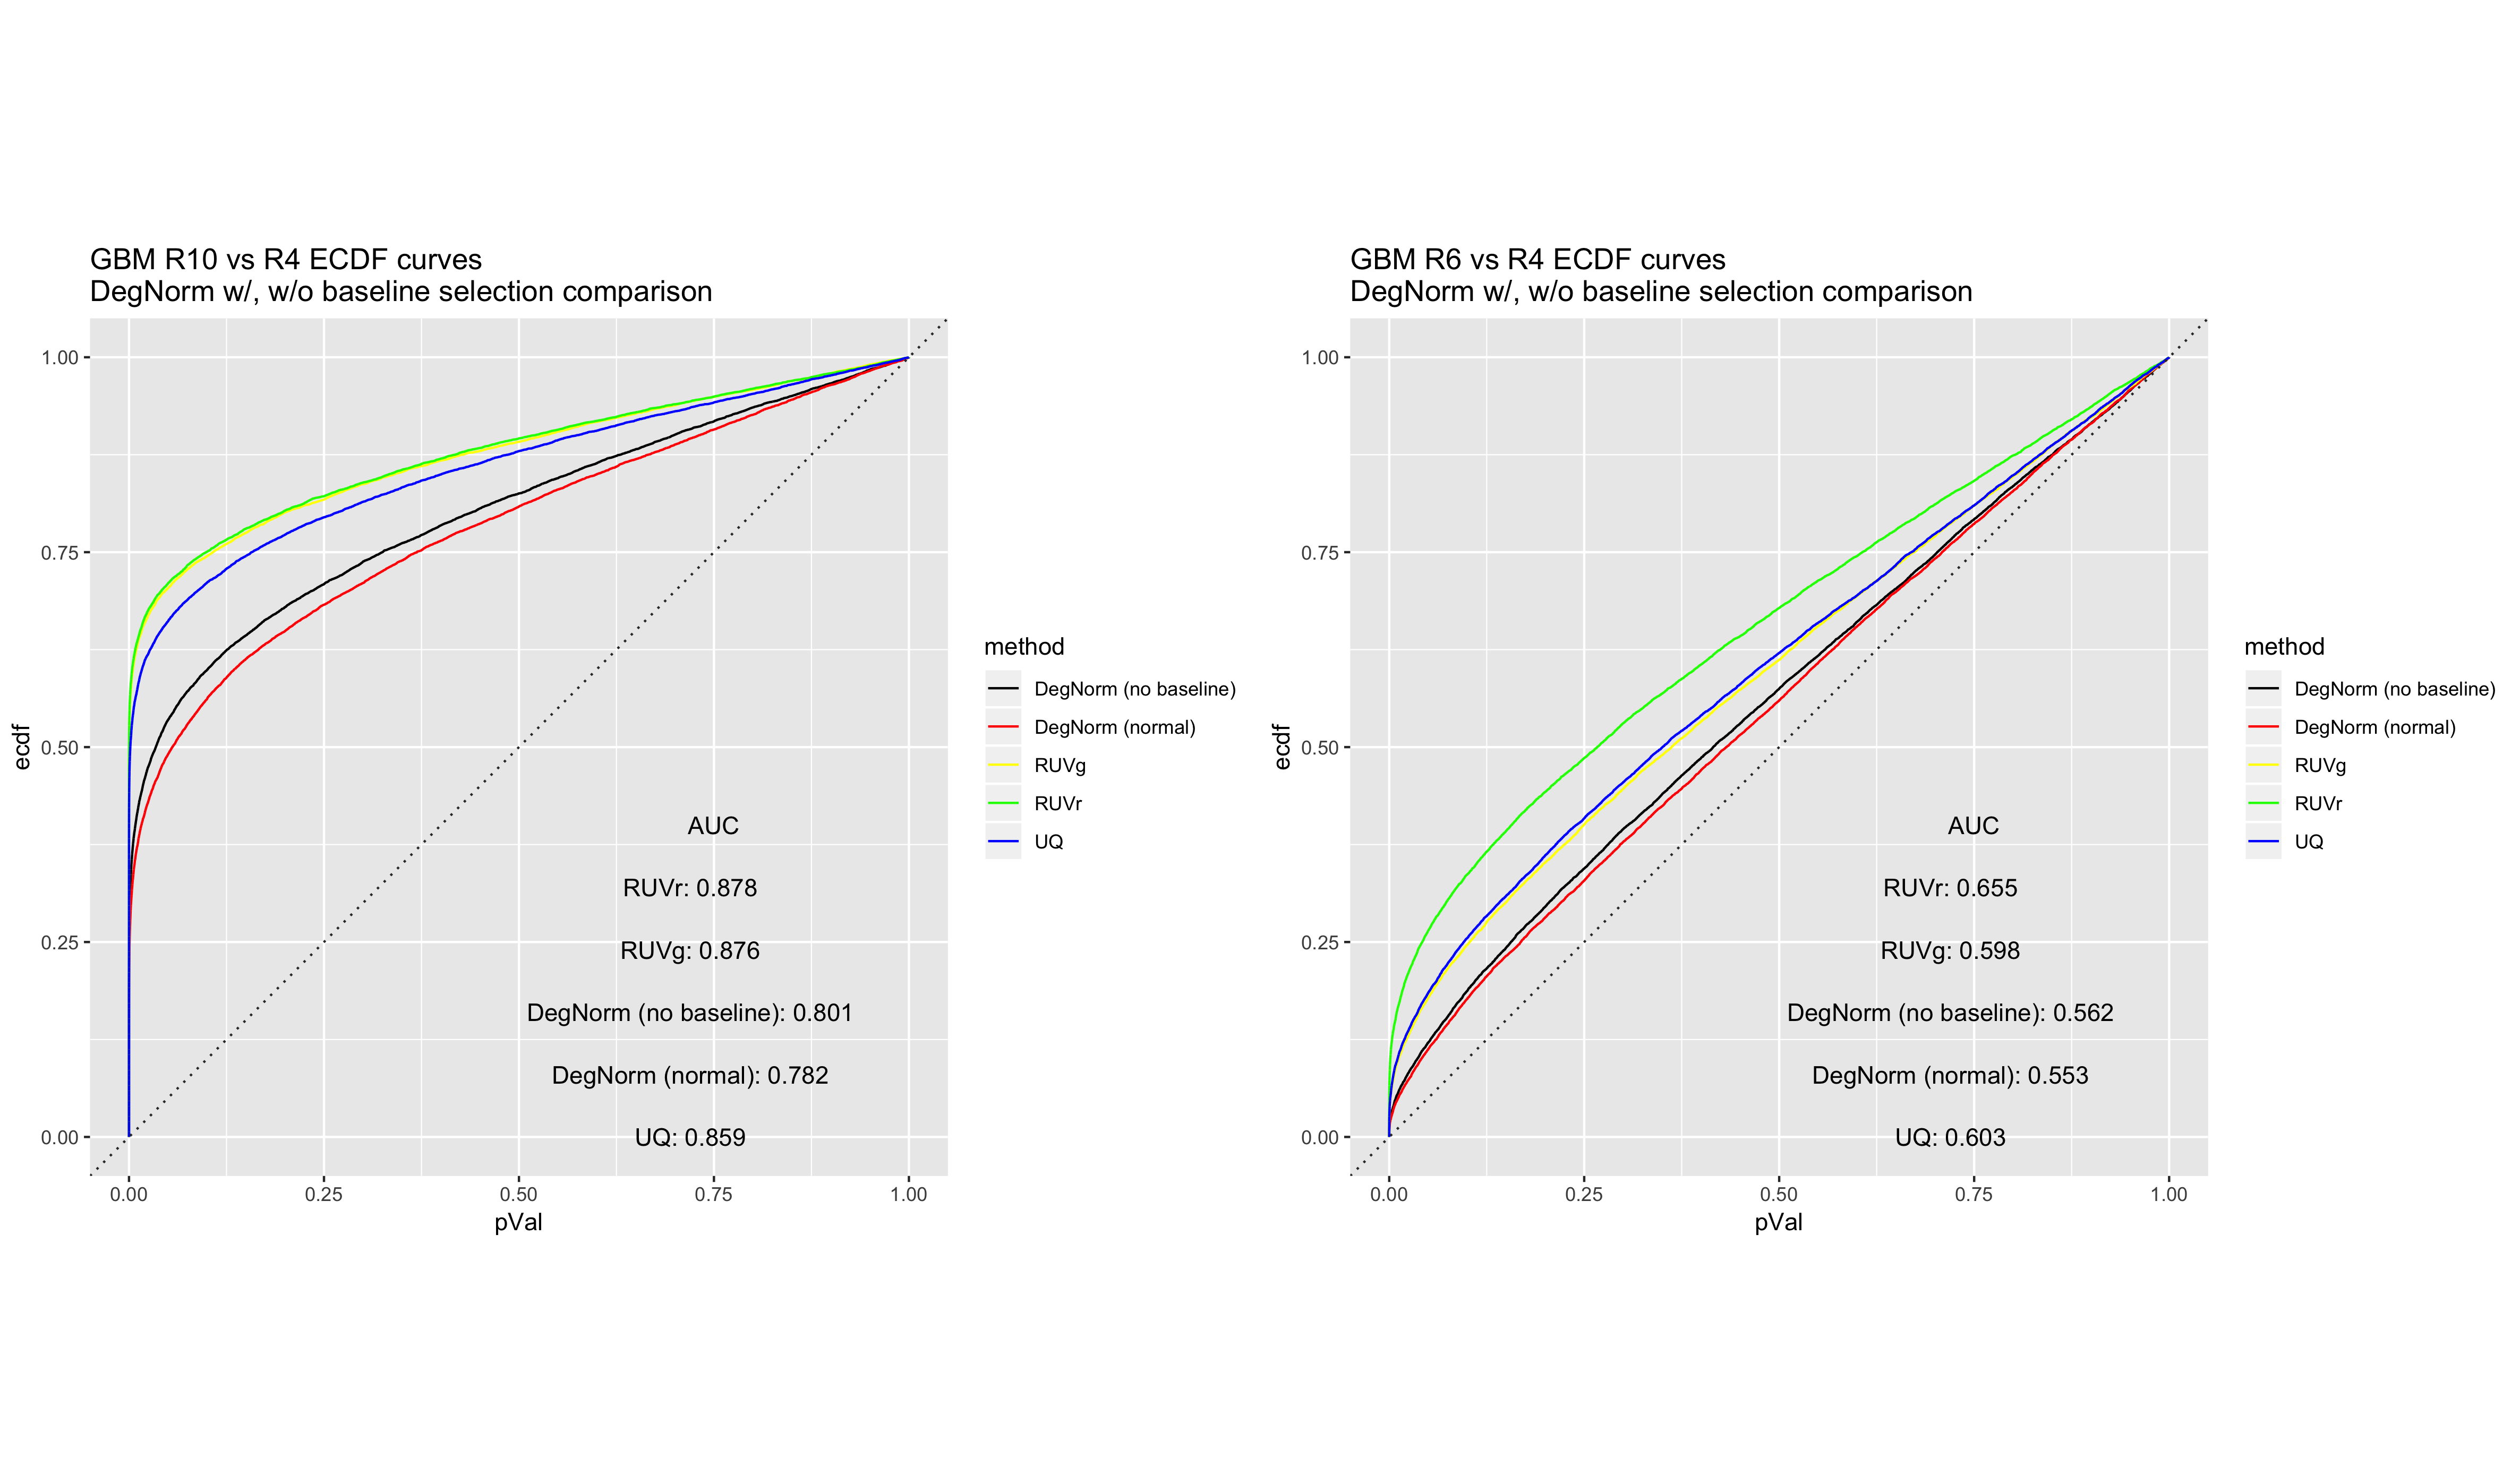 GBM R10 vs R4 ECDF curves
DegNorm w/, w/o baseline selection comparison
1.00
0.75
0.50
0.25
0.00
ecdf
0.00
0.25
0.50
0.75
1.00
pVal
AUC
RUVr: 0.878
RUVg: 0.876
DegNorm (no baseline): 0.801
DegNorm (normal): 0.782
UQ: 0.859
method
DegNorm (no baseline)
DegNorm (normal)
RUVg
RUVr
UQ
GBM R6 vs R4 ECDF curves
DegNorm w/, w/o baseline selection comparison
1.00
0.75
0.50
0.25
0.00
ecdf
0.00
0.25
0.50
0.75
1.00
pVal
AUC
RUVr: 0.655
RUVg: 0.598
DegNorm (no baseline): 0.562
DegNorm (normal): 0.553
UQ: 0.603
method
DegNorm (no baseline)
DegNorm (normal)
RUVg
RUVr
UQ